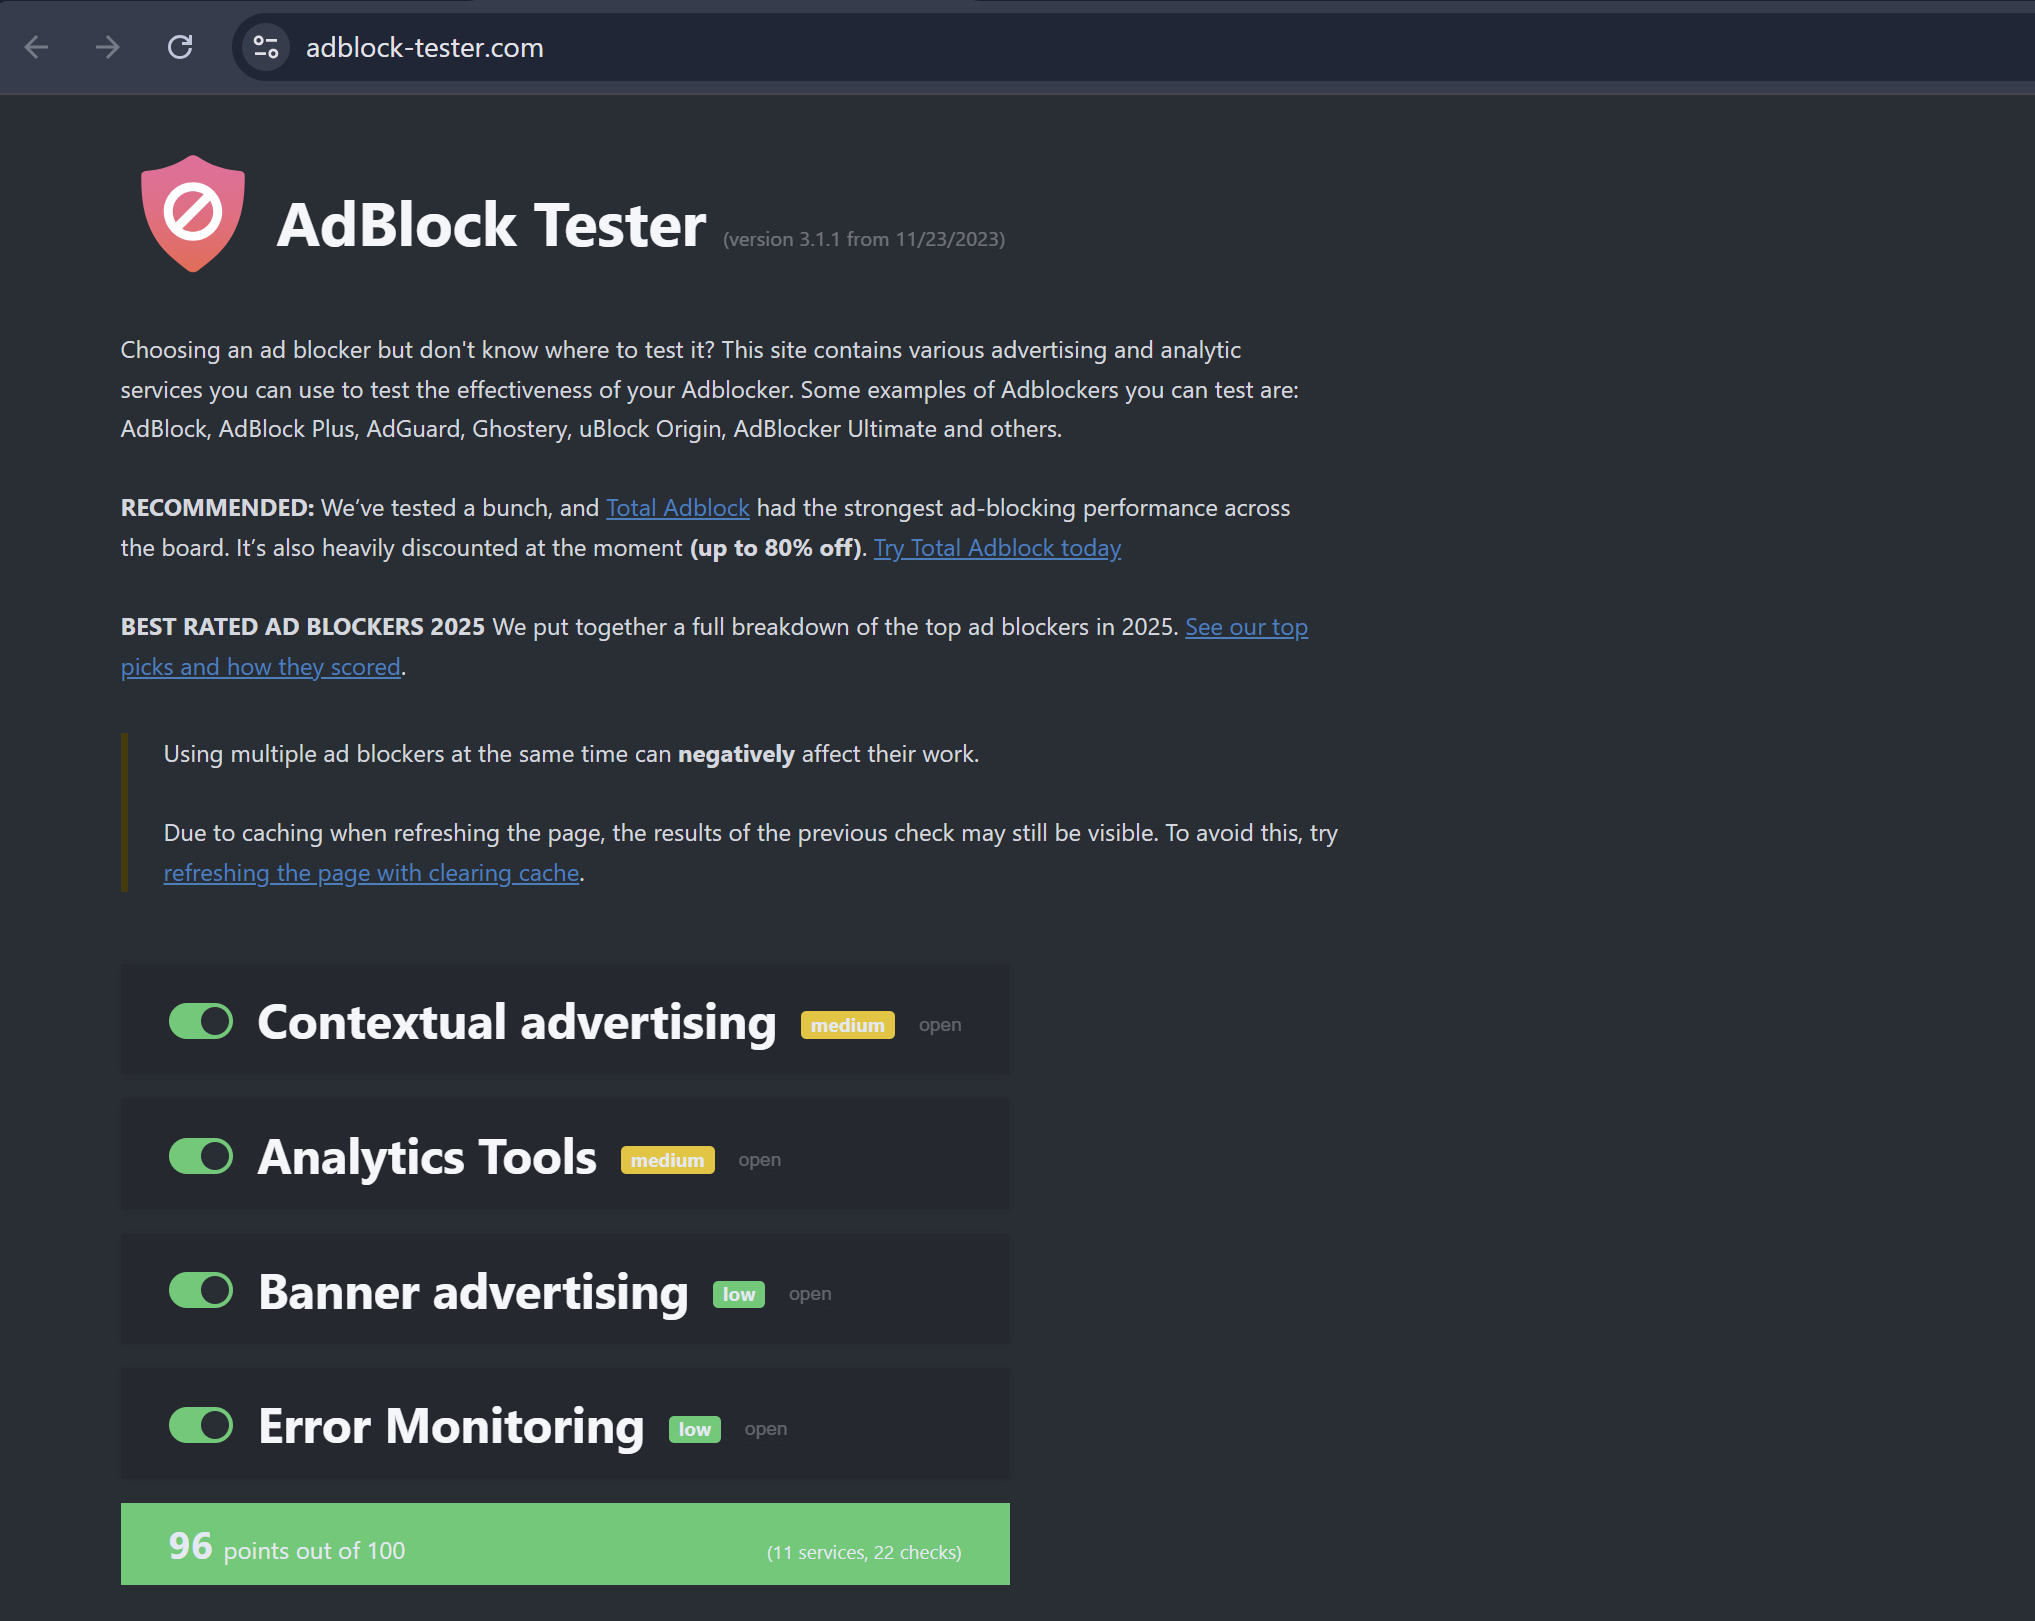 adblock-tester.com
AdBlock Tester (version 3.1.1 from 11/23/2023)
Choosing an ad blocker but don't know where to test it? This site contains various advertising and analytic
services you can use to test the effectiveness of your Adblocker. Some examples of Adblockers you can test are:
AdBlock, AdBlock Plus, AdGuard, Ghostery, uBlock Origin, AdBlocker Ultimate and others.
RECOMMENDED: We’ve tested a bunch, and Total Adblock had the strongest ad-blocking performance across
the board. It’s also heavily discounted at the moment (up to 80% off). Try Total Adblock today
BEST RATED AD BLOCKERS 2025 We put together a full breakdown of the top ad blockers in 2025. See our top
picks and how they scored.
Using multiple ad blockers at the same time can negatively affect their work.
Due to caching when refreshing the page, the results of the previous check may still be visible. To avoid this, try
refreshing the page with clearing cache.
Contextual advertising medium open
Analytics Tools medium open
Banner advertising low open
Error Monitoring low open
96 points out of 100 (11 services, 22 checks)